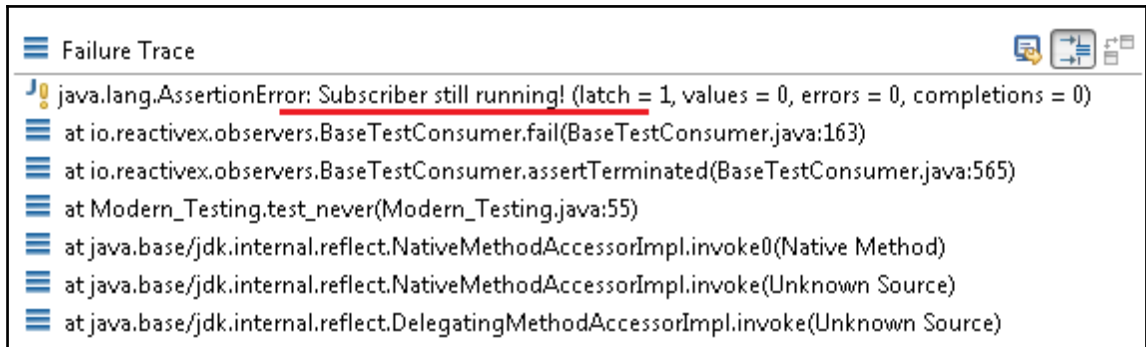 Failure Trace
java.lang.AssertionError: Subscriber still running! (latch = 1, values = 0, errors = 0, completions = 0)
at io.reactivex.observers.BaseTestConsumer.fail(BaseTestConsumer.java:163)
at io.reactivex.observers.BaseTestConsumer.assertTerminated(BaseTestConsumer.java:565)
at Modern_Testing.test_never(Modern_Testing.java:55)
at java.base/jdk.internal.reflect.NativeMethodAccessorImpl.invoke0(Native Method)
at java.base/jdk.internal.reflect.NativeMethodAccessorImpl.invoke(Unknown Source)
at java.base/jdk.internal.reflect.DelegatingMethodAccessorImpl.invoke(Unknown Source)